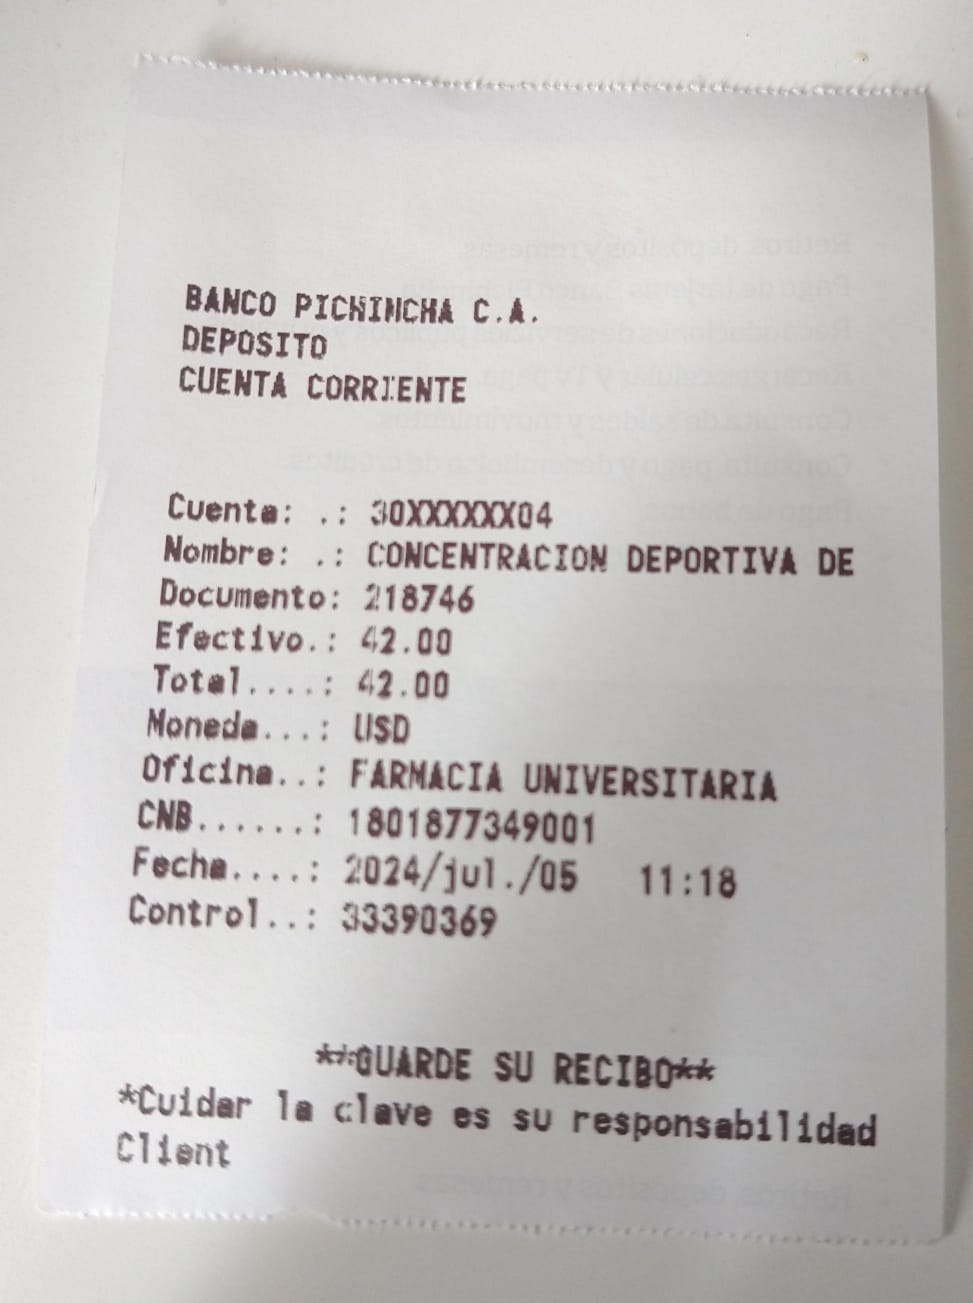 BANCO PICHINCHA C.A.
DEPOSITO
CUENTA CORRIENTE
Cuenta: .: 30XXXXXX04
Nombre: .: CONCENTRACION DEPORTIVA DE
Documento: 218746
Efectivo.: 42.00
Total....: 42.00
Moneda...: USD
Oficina..: FARMACIA UNIVERSITARIA
CNB......: 1801877349001
Fecha....: 2024/jul./05 11:18
Control..: 33390369
**GUARDE SU RECIBO**
*Cuidar la clave es su responsabilidad
Client